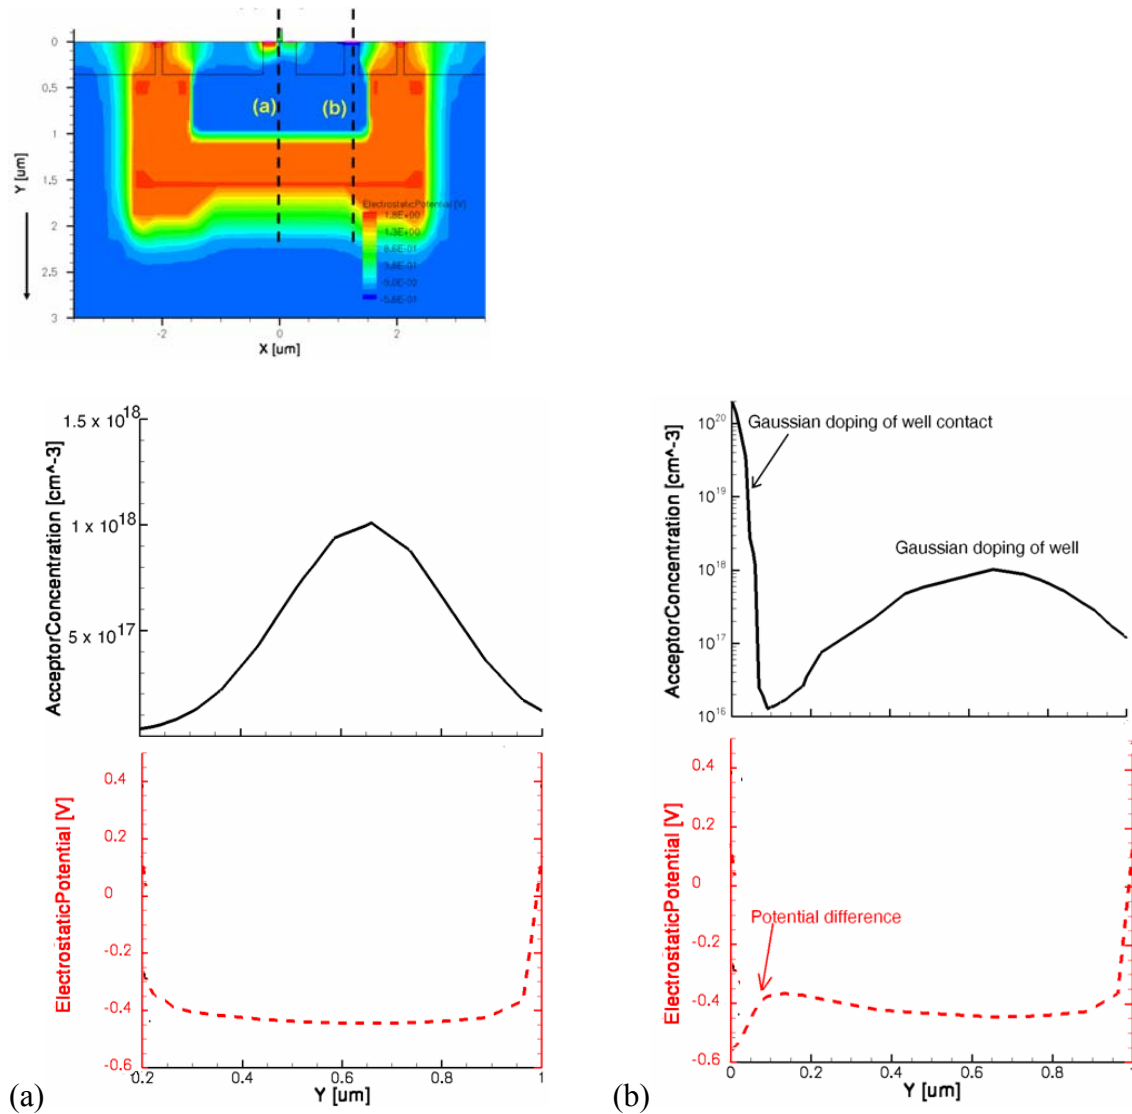 0
0.5
1
1.5
2
2.5
3
Y [um]
(a)
(b)
ElectrostaticPotential [V]
1.8E+00
1.3E+00
-2
0
2
X [um]
1.5 x 10^18
1 x 10^18
5 x 10^17
AcceptorConcentration [cm^-3]
0.4
0.2
0
-0.2
-0.4
-0.6
ElectrostaticPotential [V]
0.2
0.4
0.6
0.8
1
Y [um]
(a)
10^20
10^19
10^18
10^17
10^16
AcceptorConcentration [cm^-3]
Gaussian doping of well contact
Gaussian doping of well
0.4
0.2
0
-0.2
-0.4
-0.6
ElectrostaticPotential [V]
Potential difference
0
0.2
0.4
0.6
0.8
Y [um]
(b)